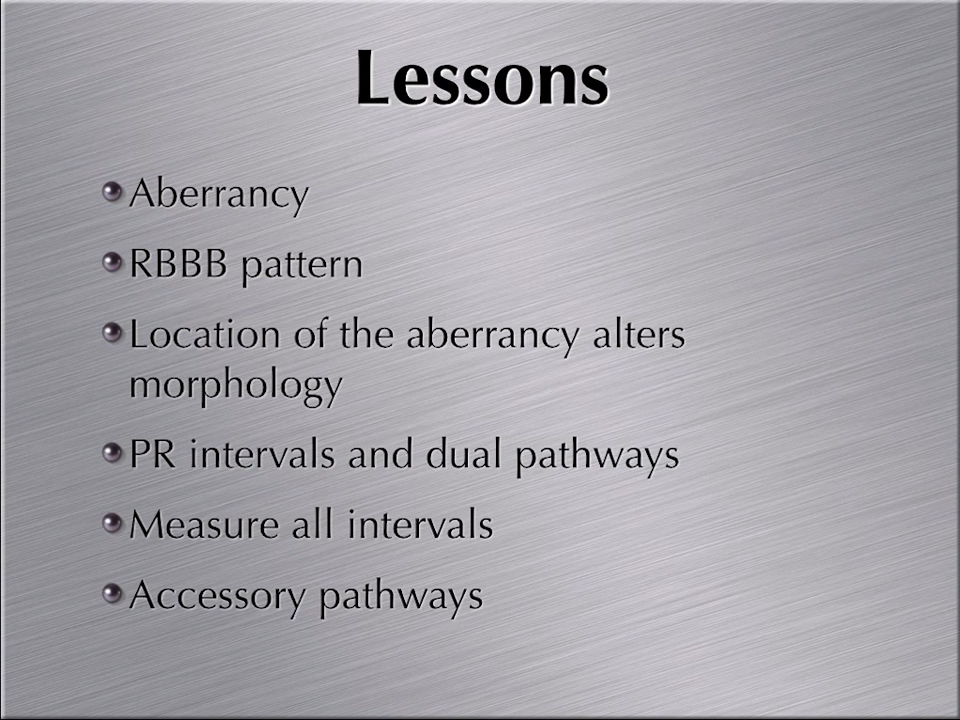 Lessons
Aberrancy
RBBB pattern
Location of the aberrancy alters
morphology
PR intervals and dual pathways
Measure all intervals
Accessory pathways